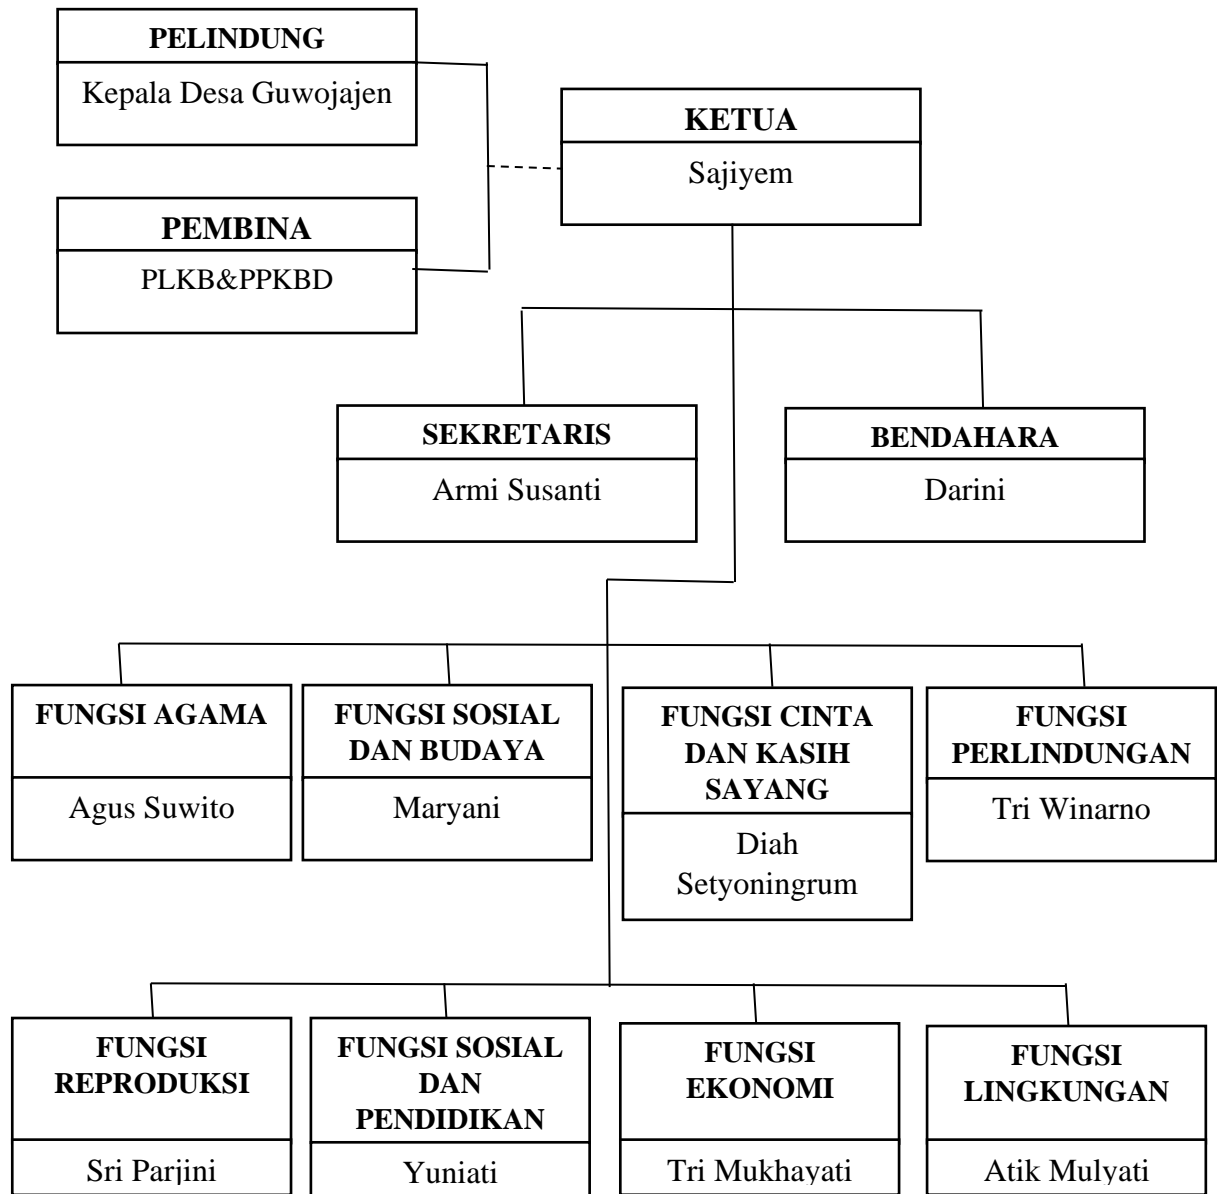 PELINDUNG
Kepala Desa Guwojajen
KETUA
Sajiyem
PEMBINA
PLKB&PPKBD
SEKRETARIS
Armi Susanti
BENDAHARA
Darini
FUNGSI AGAMA
Agus Suwito
FUNGSI SOSIAL
DAN BUDAYA
Maryani
FUNGSI CINTA
DAN KASIH
SAYANG
Diah
Setyoningrum
FUNGSI
PERLINDUNGAN
Tri Winarno
FUNGSI
REPRODUKSI
Sri Parjini
FUNGSI SOSIAL
DAN
PENDIDIKAN
Yuniati
FUNGSI
EKONOMI
Tri Mukhayati
FUNGSI
LINGKUNGAN
Atik Mulyati